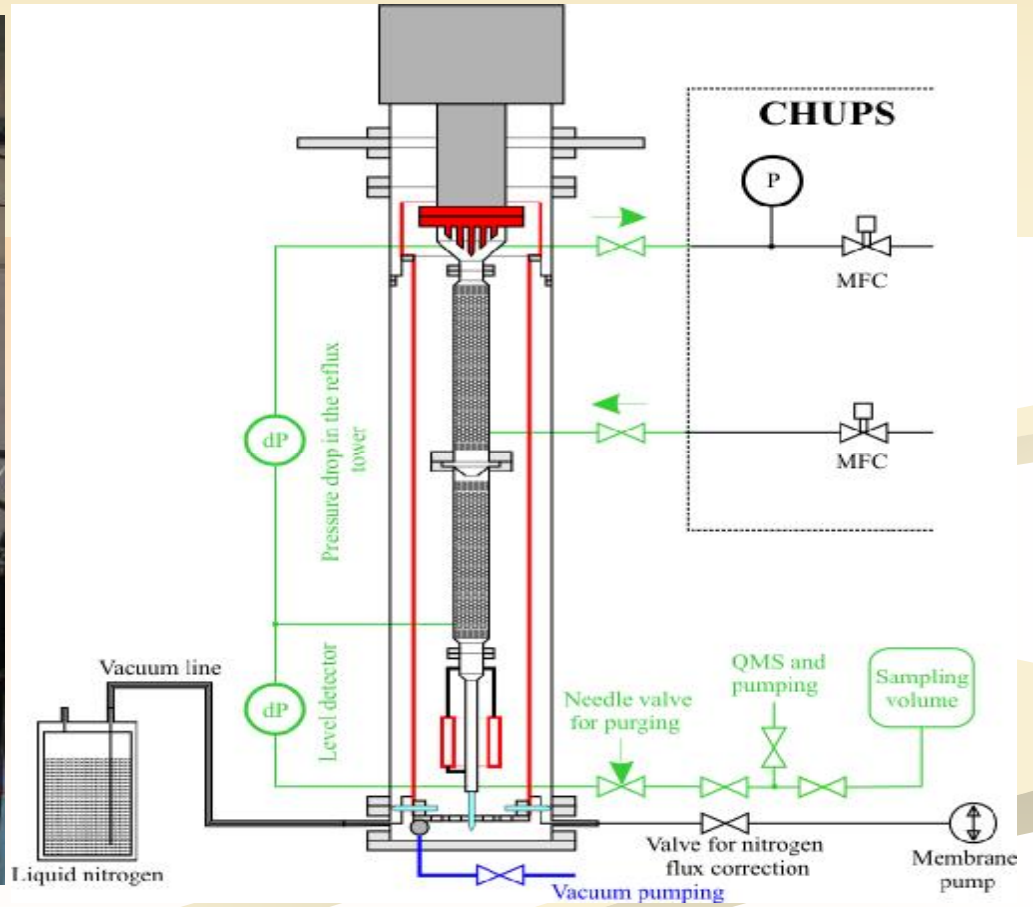 CHUPS
P
MFC
MFC
dP
Pressure drop in the reflux
tower
dP
Level detector
Vacuum line
Liquid nitrogen
Needle valve
for purging
QMS and
pumping
Sampling
volume
Valve for nitrogen
flux correction
Membrane
pump
Vacuum pumping